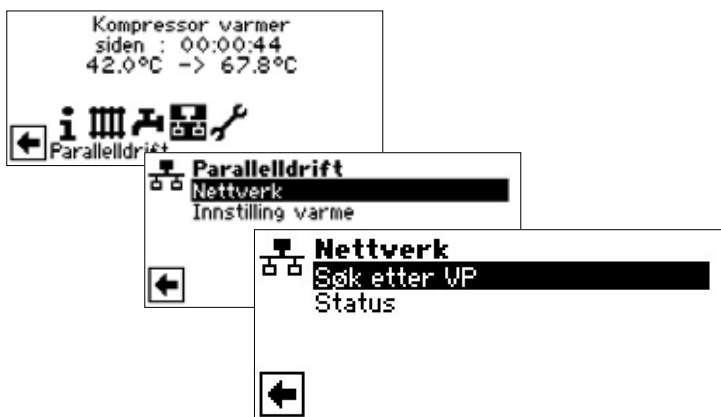 Kompressor varmer
siden : 00:00:44
42.0°C -> 67.8°C
Parallelldrift
Parallelldrift
Nettverk
Innstilling varme
Nettverk
Søk etter VP
Status